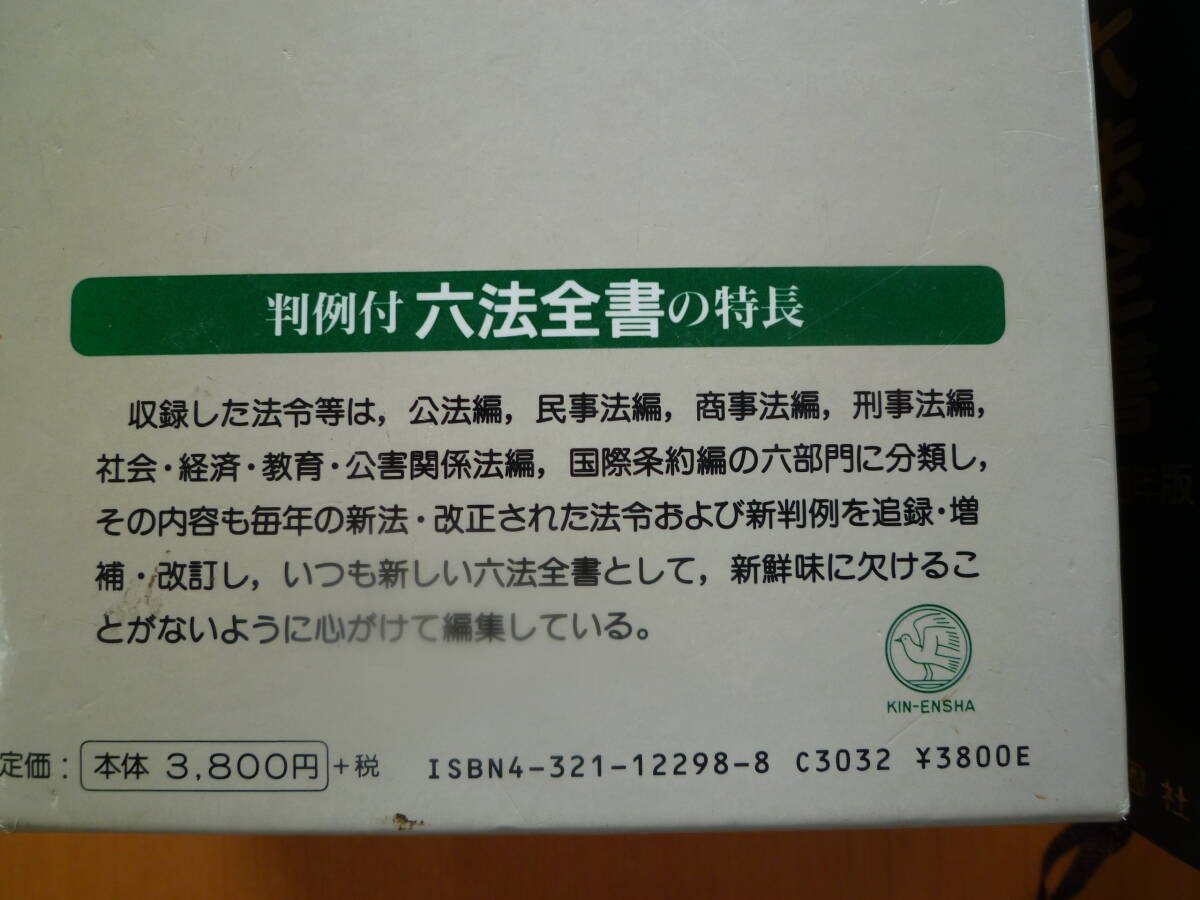 判例付 六法全書の特長
収録した法令等は，公法編，民事法編，商事法編，刑事法編，
社会・経済・教育・公害関係法編，国際条約編の六部門に分類し，
その内容も毎年の新法・改正された法令および新判例を追録・増
補・改訂し，いつも新しい六法全書として，新鮮味に欠けるこ
とがないように心がけて編集している。
KIN-ENSHA
定価： 本体 3,800円 +税 ISBN4-321-12298-8 C3032 ¥3800E
六法全書
年版
社